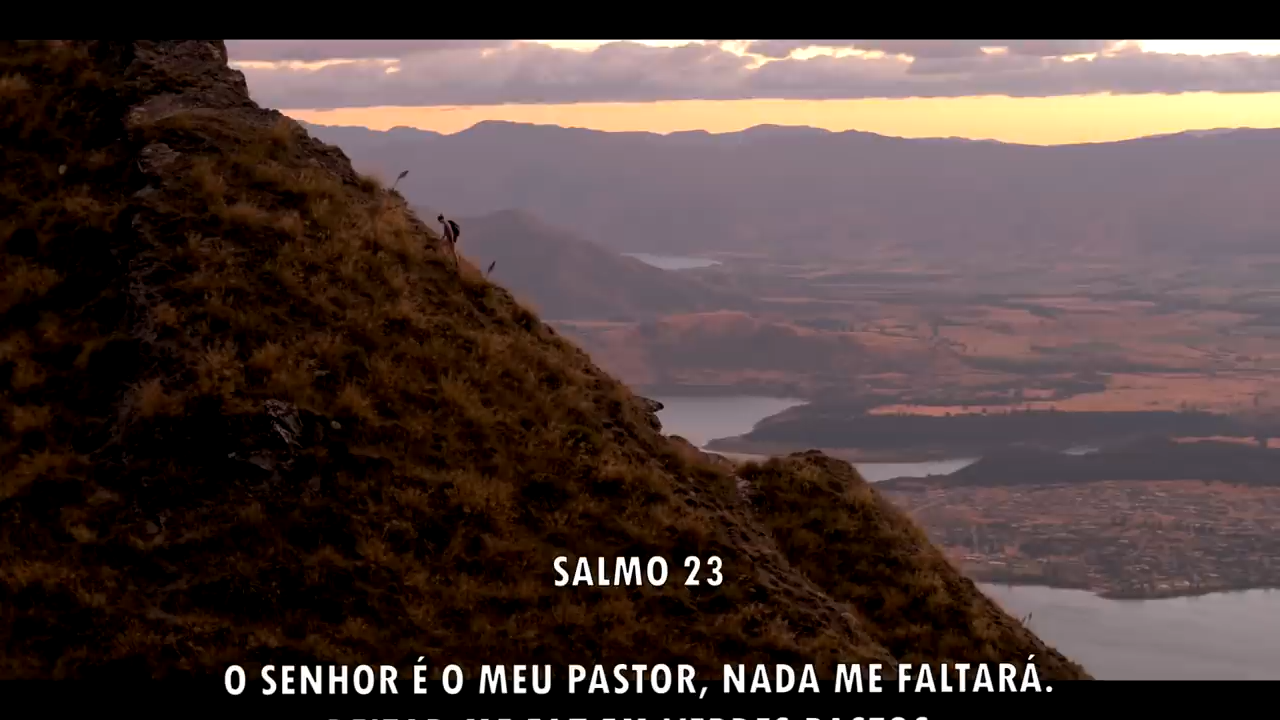 SALMO 23
O SENHOR É O MEU PASTOR, NADA ME FALTARÁ.